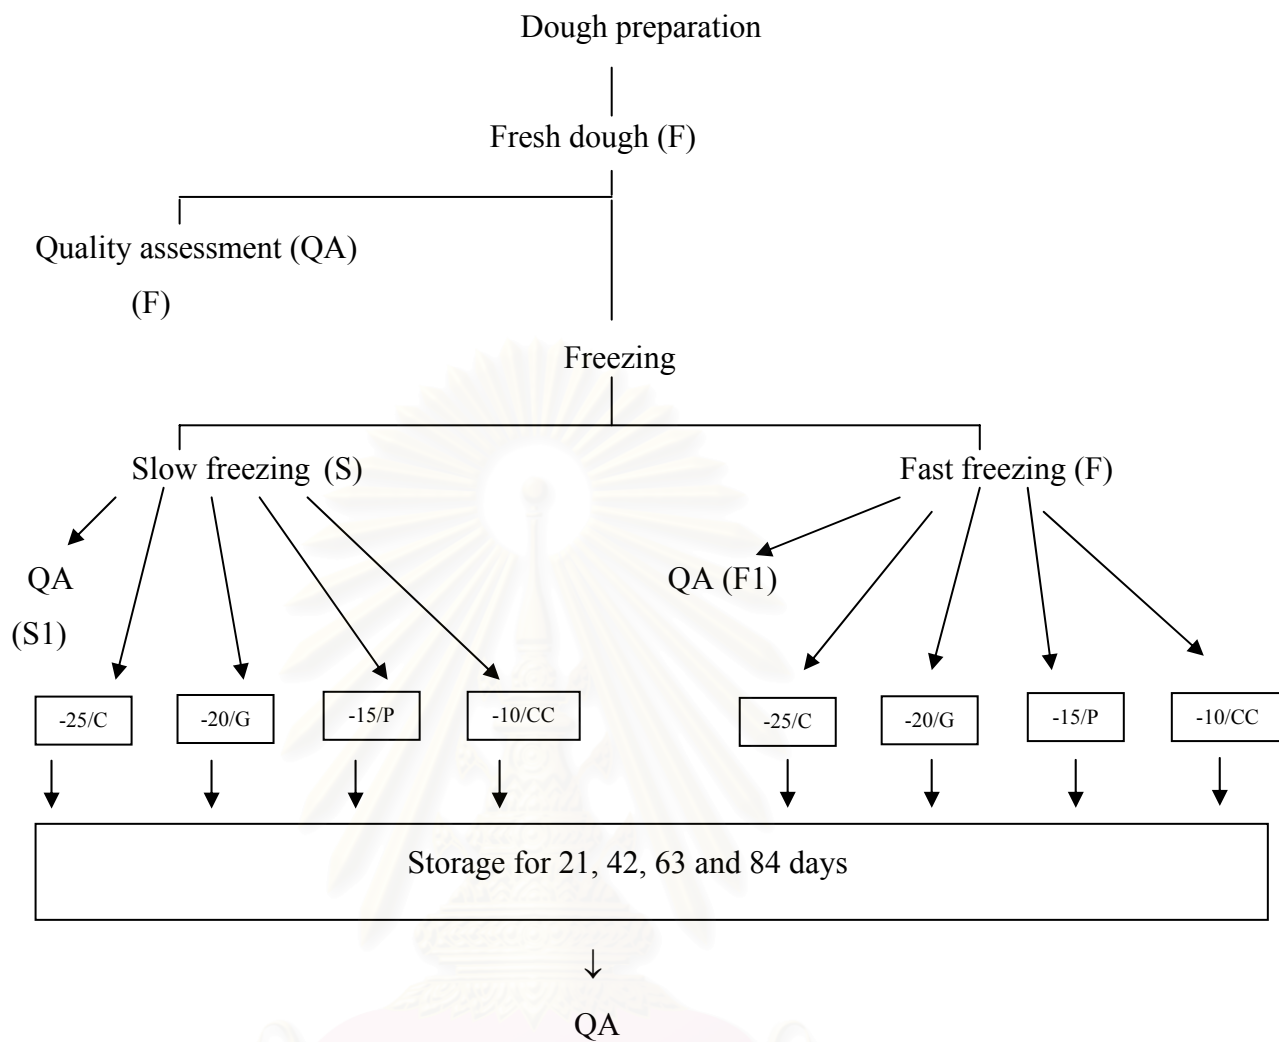 Dough preparation
Fresh dough (F)
Quality assessment (QA)
(F)
Freezing
Slow freezing (S)
Fast freezing (F)
QA
(S1)
QA (F1)
-25/C
-20/G
-15/P
-10/CC
-25/C
-20/G
-15/P
-10/CC
Storage for 21, 42, 63 and 84 days
QA